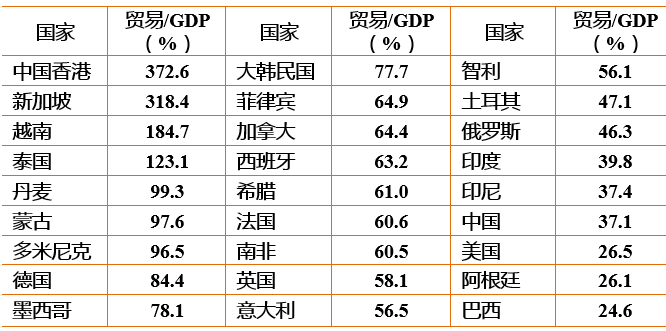 国家 贸易/GDP（%） 国家 贸易/GDP（%） 国家 贸易/GDP（%）
中国香港 372.6 大韩民国 77.7 智利 56.1
新加坡 318.4 菲律宾 64.9 土耳其 47.1
越南 184.7 加拿大 64.4 俄罗斯 46.3
泰国 123.1 西班牙 63.2 印度 39.8
丹麦 99.3 希腊 61.0 印尼 37.4
蒙古 97.6 法国 60.6 中国 37.1
多米尼克 96.5 南非 60.5 美国 26.5
德国 84.4 英国 58.1 阿根廷 26.1
墨西哥 78.1 意大利 56.5 巴西 24.6